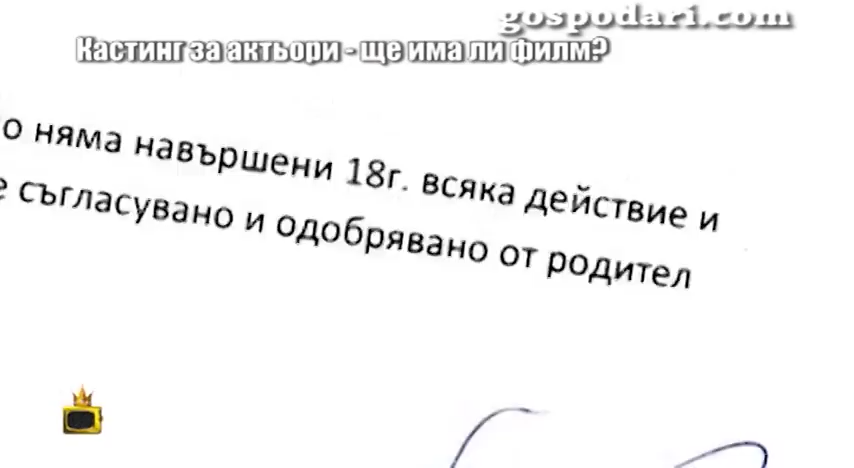 gospodari.com
Кастинг за актьори - ще има ли филм?
о няма навършени 18г. всяка действие и
е съгласувано и одобрявано от родител